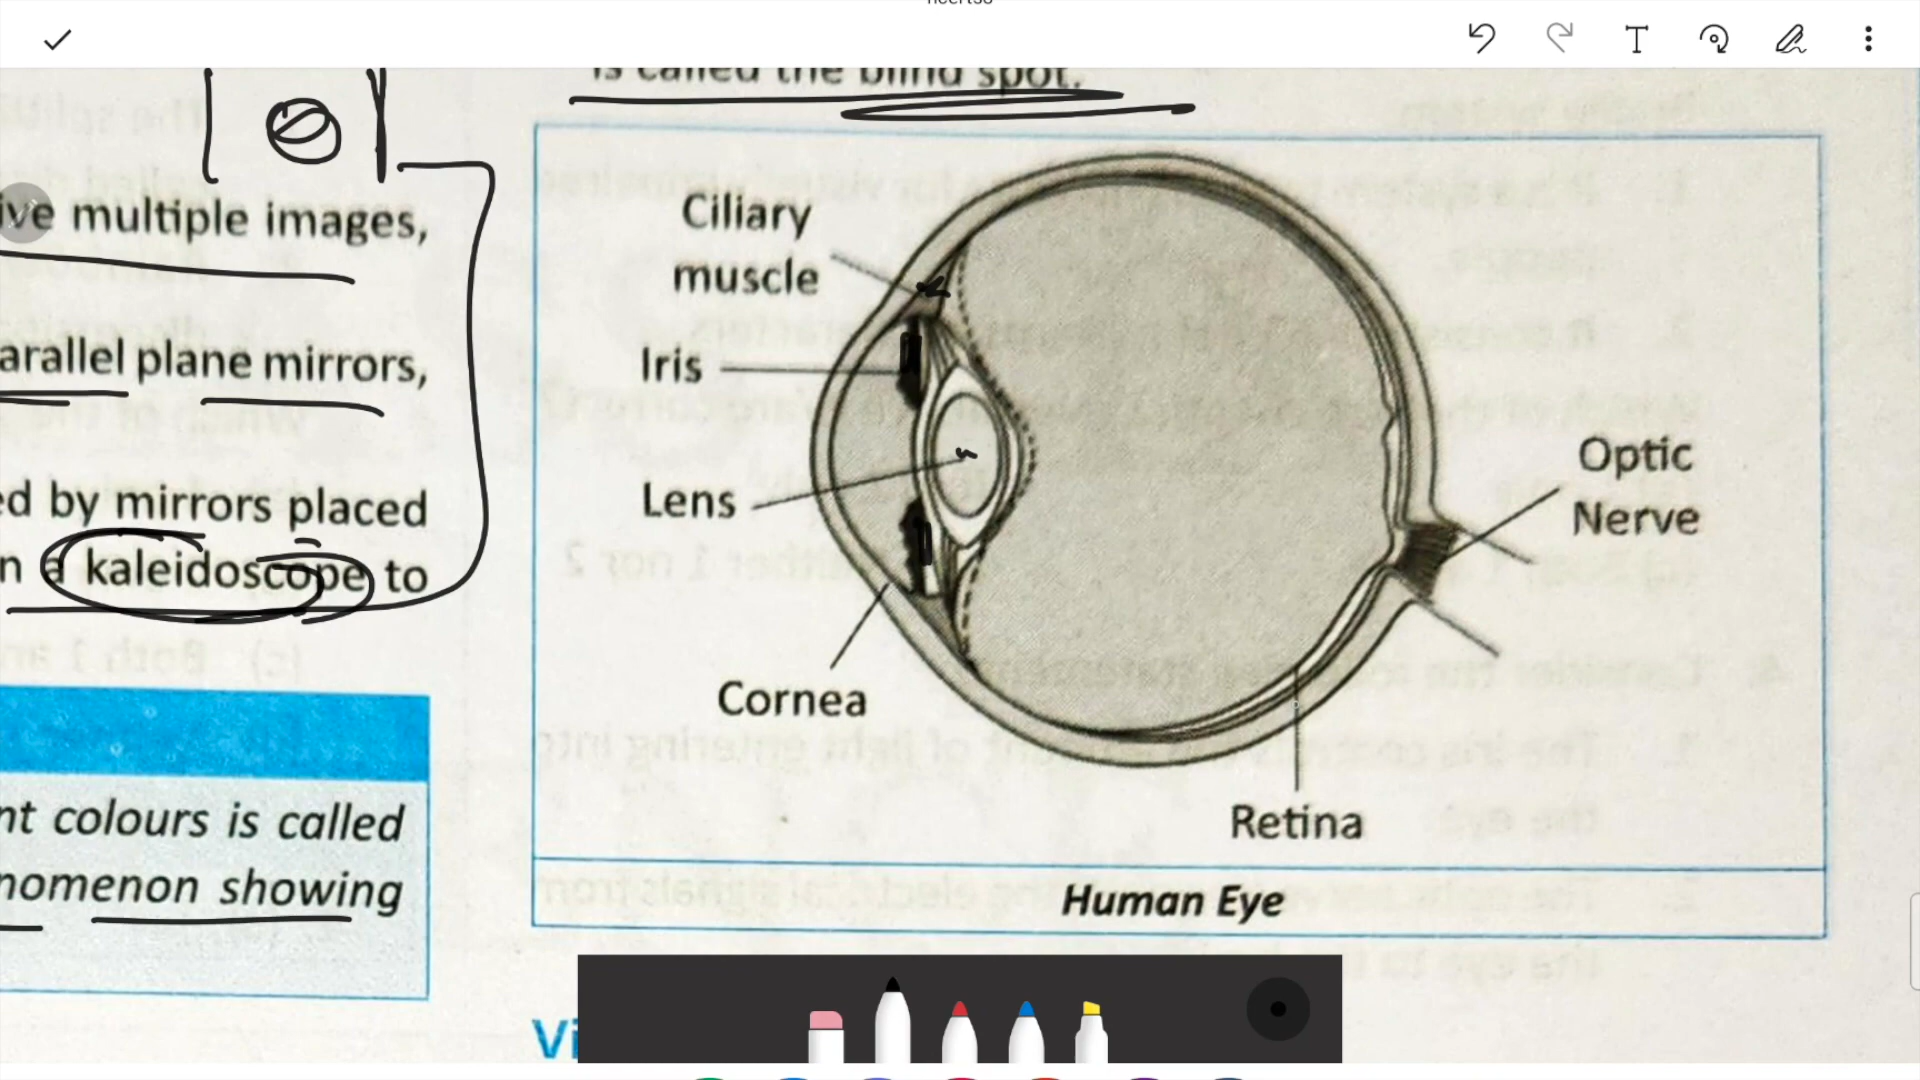 is called the blind spot.
ive multiple images,
arallel plane mirrors,
ed by mirrors placed
n a kaleidoscope to
nt colours is called
nomenon showing
Ciliary
muscle
Iris
Lens
Cornea
Optic
Nerve
Retina
Human Eye
Vi